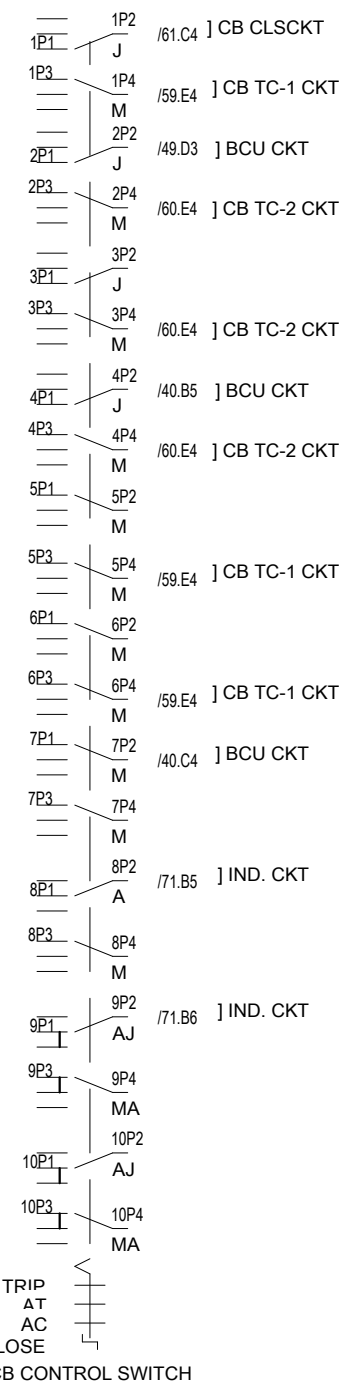 1P2
/61.C4 ] CB CLSCKT
1P1 J
1P3 1P4 /59.E4 ] CB TC-1 CKT
M
2P2 /49.D3 ] BCU CKT
2P1 J
2P3 2P4 /60.E4 ] CB TC-2 CKT
M
3P2
3P1 J
3P3 3P4 /60.E4 ] CB TC-2 CKT
M
4P2 /40.B5 ] BCU CKT
4P1 J
4P3 4P4 /60.E4 ] CB TC-2 CKT
M
5P1 5P2
M
5P3 5P4 /59.E4 ] CB TC-1 CKT
M
6P1 6P2
M
6P3 6P4 /59.E4 ] CB TC-1 CKT
M
7P1 7P2 /40.C4 ] BCU CKT
M
7P3 7P4
M
8P2 /71.B5 ] IND. CKT
8P1 A
8P3 8P4
M
9P2 /71.B6 ] IND. CKT
9P1 AJ
9P3 9P4
MA
10P2
10P1 AJ
10P3 10P4
MA
TRIP
AT
AC
LOSE
CB CONTROL SWITCH